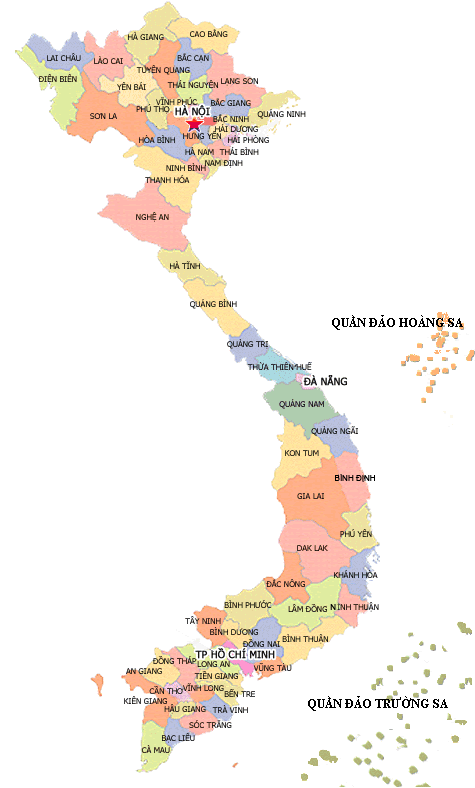 HÀ GIANG
CAO BẰNG
LAI CHÂU
LÀO CAI
BẮC CẠN
ĐIỆN BIÊN
TUYÊN QUANG
LẠNG SƠN
YÊN BÁI
THÁI NGUYÊN
PHÚ THỌ
VĨNH PHÚC
BẮC GIANG
SƠN LA
HÀ NỘI
BẮC NINH
QUẢNG NINH
HẢI DƯƠNG
HÒA BÌNH
HƯNG YÊN
HẢI PHÒNG
HÀ NAM
THÁI BÌNH
NINH BÌNH
NAM ĐỊNH
THANH HÓA
NGHỆ AN
HÀ TĨNH
QUẢNG BÌNH
QUẦN ĐẢO HOÀNG SA
QUẢNG TRỊ
THỪA THIÊN HUẾ
ĐÀ NẴNG
QUẢNG NAM
QUẢNG NGÃI
KON TUM
BÌNH ĐỊNH
GIA LAI
PHÚ YÊN
DAK LAK
KHÁNH HÒA
ĐẮC NÔNG
BÌNH PHƯỚC
LÂM ĐỒNG
NINH THUẬN
TÂY NINH
BÌNH DƯƠNG
BÌNH THUẬN
ĐỒNG NAI
TP HỒ CHÍ MINH
ĐỒNG THÁP
LONG AN
VŨNG TÀU
AN GIANG
TIỀN GIANG
CẦN THƠ
VĨNH LONG
BẾN TRE
KIÊN GIANG
HẬU GIANG
TRÀ VINH
QUẦN ĐẢO TRƯỜNG SA
SÓC TRĂNG
BẠC LIÊU
CÀ MAU